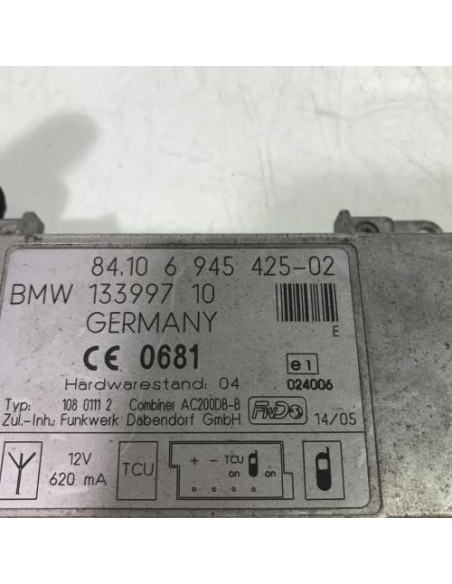 84.10 6 945 425-02
BMW 133997 10
GERMANY
E
CE 0681
e1
Hardwarestand: 04
024006
Typ: 108 0111 2 Combiner AC200DB-B
FWD
14/05
Zul.-Inh.: Funkwerk Dabendorf GmbH
12V
620 mA
TCU
+ - TCU on on